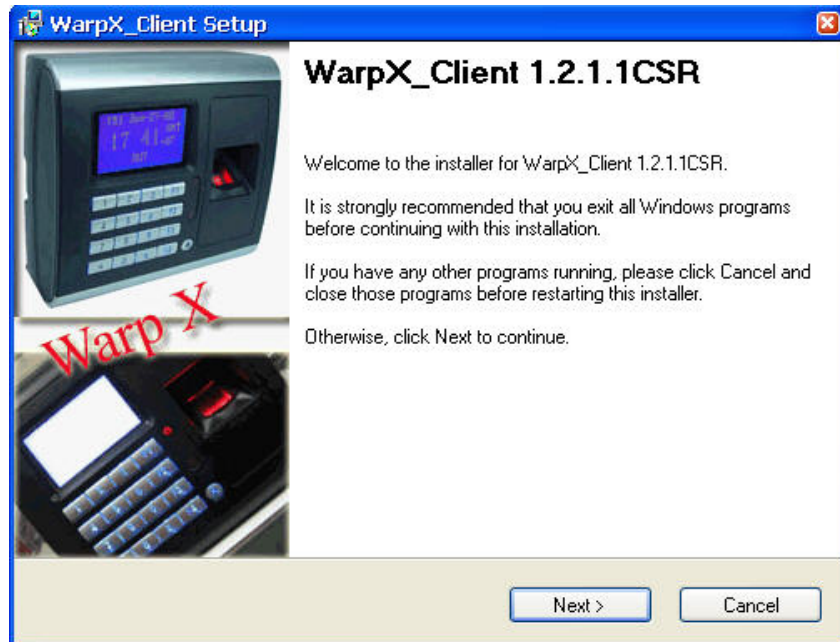 WarpX_Client Setup
WarpX_Client 1.2.1.1CSR
Welcome to the installer for WarpX_Client 1.2.1.1CSR.
It is strongly recommended that you exit all Windows programs
before continuing with this installation.
If you have any other programs running, please click Cancel and
close those programs before restarting this installer.
Otherwise, click Next to continue.
17 41
Warp X
Next >
Cancel